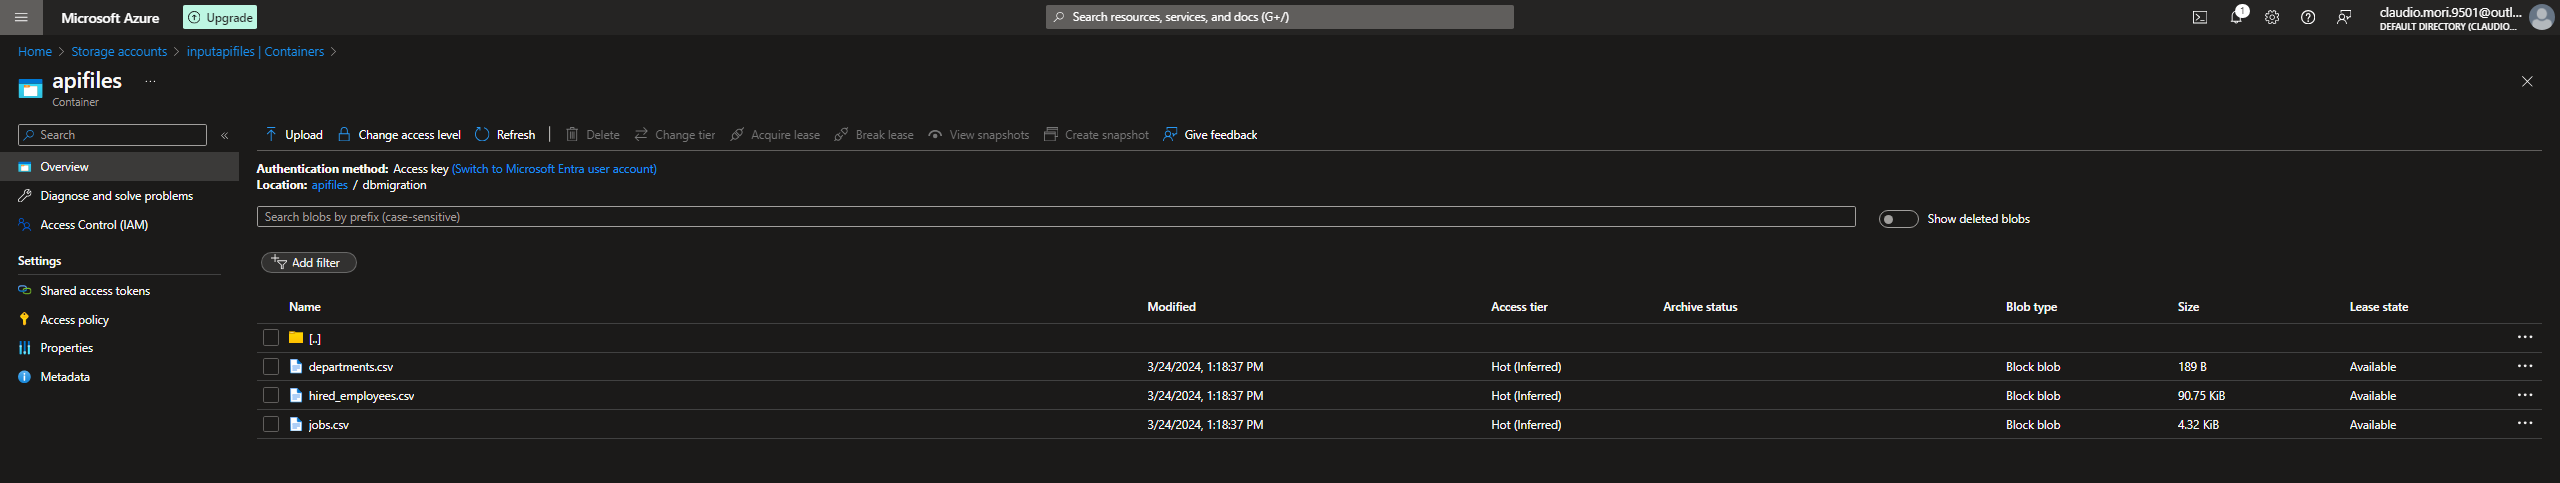 Microsoft Azure Upgrade Search resources, services, and docs (G+/) 1 claudio.mori.9501@outl...
DEFAULT DIRECTORY (CLAUDIO...
Home > Storage accounts > inputapifiles | Containers >
apifiles ...
Container
Search «
Upload Change access level Refresh | Delete Change tier Acquire lease Break lease View snapshots Create snapshot Give feedback
Overview
Diagnose and solve problems
Access Control (IAM)
Settings
Shared access tokens
Access policy
Properties
Metadata
Authentication method: Access key (Switch to Microsoft Entra user account)
Location: apifiles / dbmigration
Search blobs by prefix (case-sensitive)
Show deleted blobs
Add filter
Name Modified Access tier Archive status Blob type Size Lease state
[..] ...
departments.csv 3/24/2024, 1:18:37 PM Hot (Inferred) Block blob 189 B Available ...
hired_employees.csv 3/24/2024, 1:18:37 PM Hot (Inferred) Block blob 90.75 KiB Available ...
jobs.csv 3/24/2024, 1:18:37 PM Hot (Inferred) Block blob 4.32 KiB Available ...